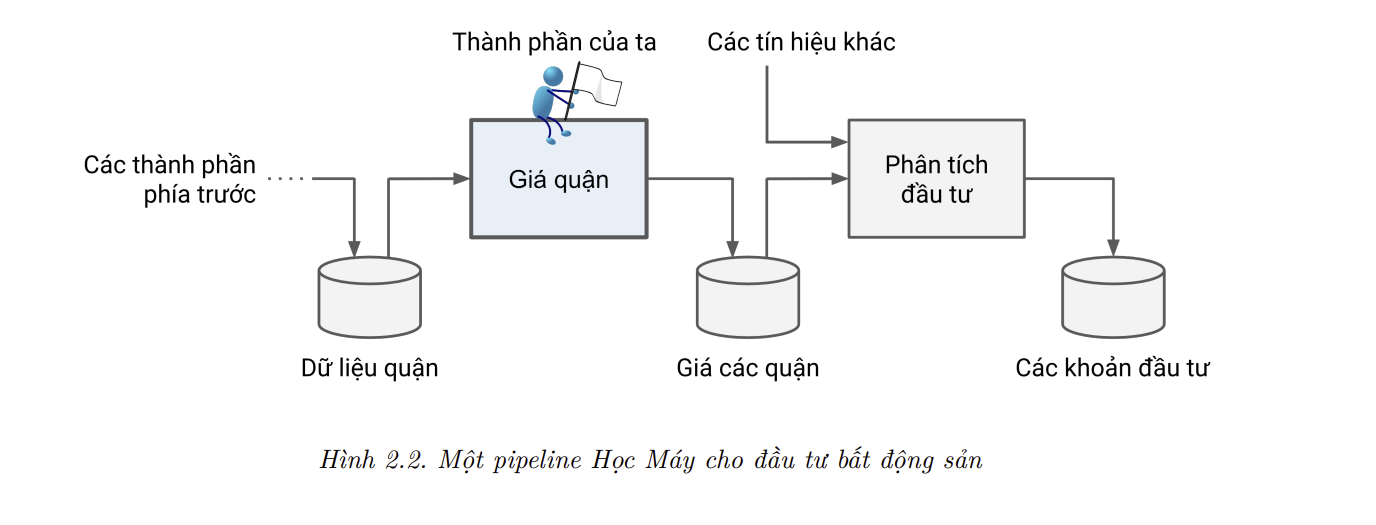 Thành phần của ta
Các tín hiệu khác
Các thành phần
phía trước
Giá quận
Phân tích
đầu tư
Dữ liệu quận
Giá các quận
Các khoản đầu tư
Hình 2.2. Một pipeline Học Máy cho đầu tư bất động sản